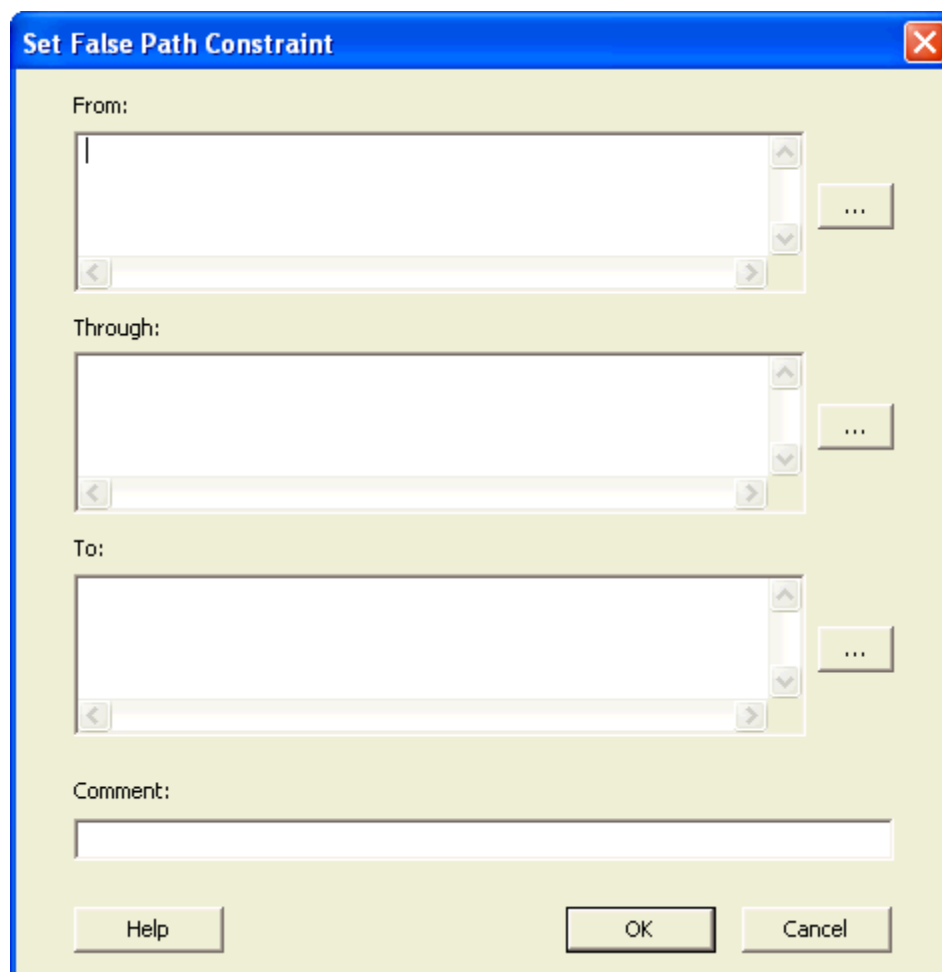 Set False Path Constraint
From:
...
Through:
...
To:
...
Comment:
Help
OK
Cancel